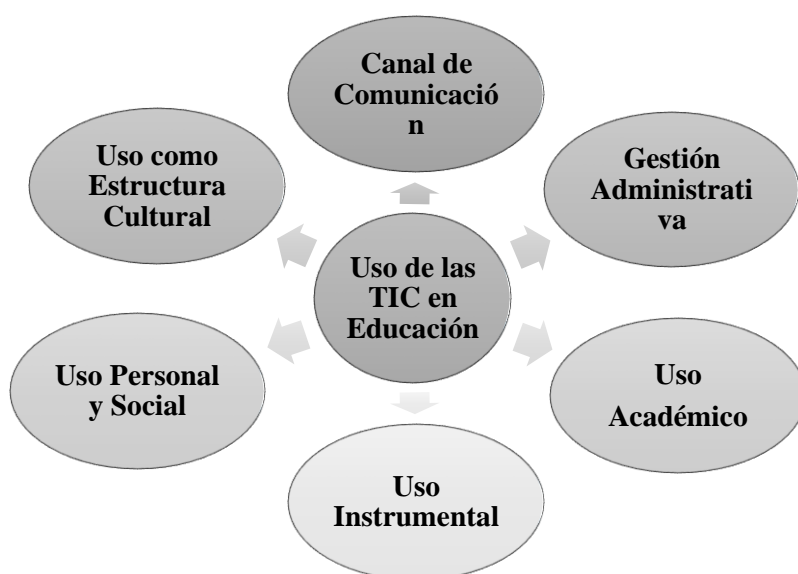 Canal de
Comunicació
n
Uso como
Estructura
Cultural
Gestión
Administrati
va
Uso de las
TIC en
Educación
Uso Personal
y Social
Uso
Académico
Uso
Instrumental